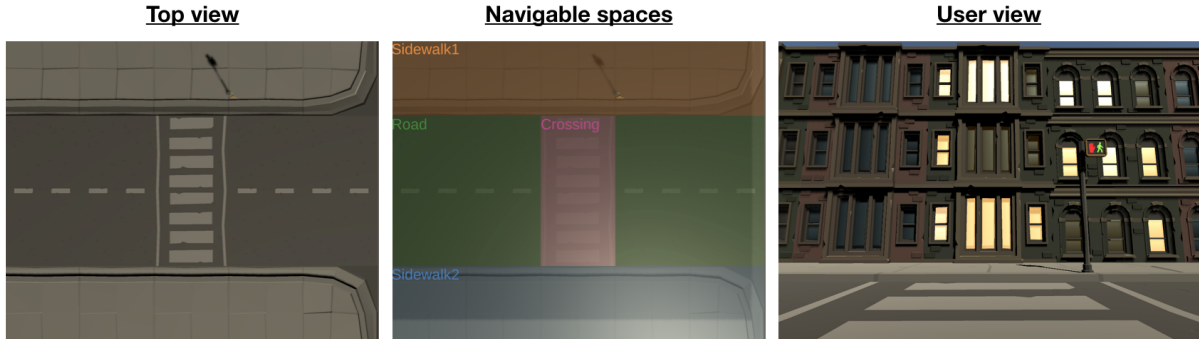 Top view
Navigable spaces
User view
Sidewalk1
Road
Crossing
Sidewalk2